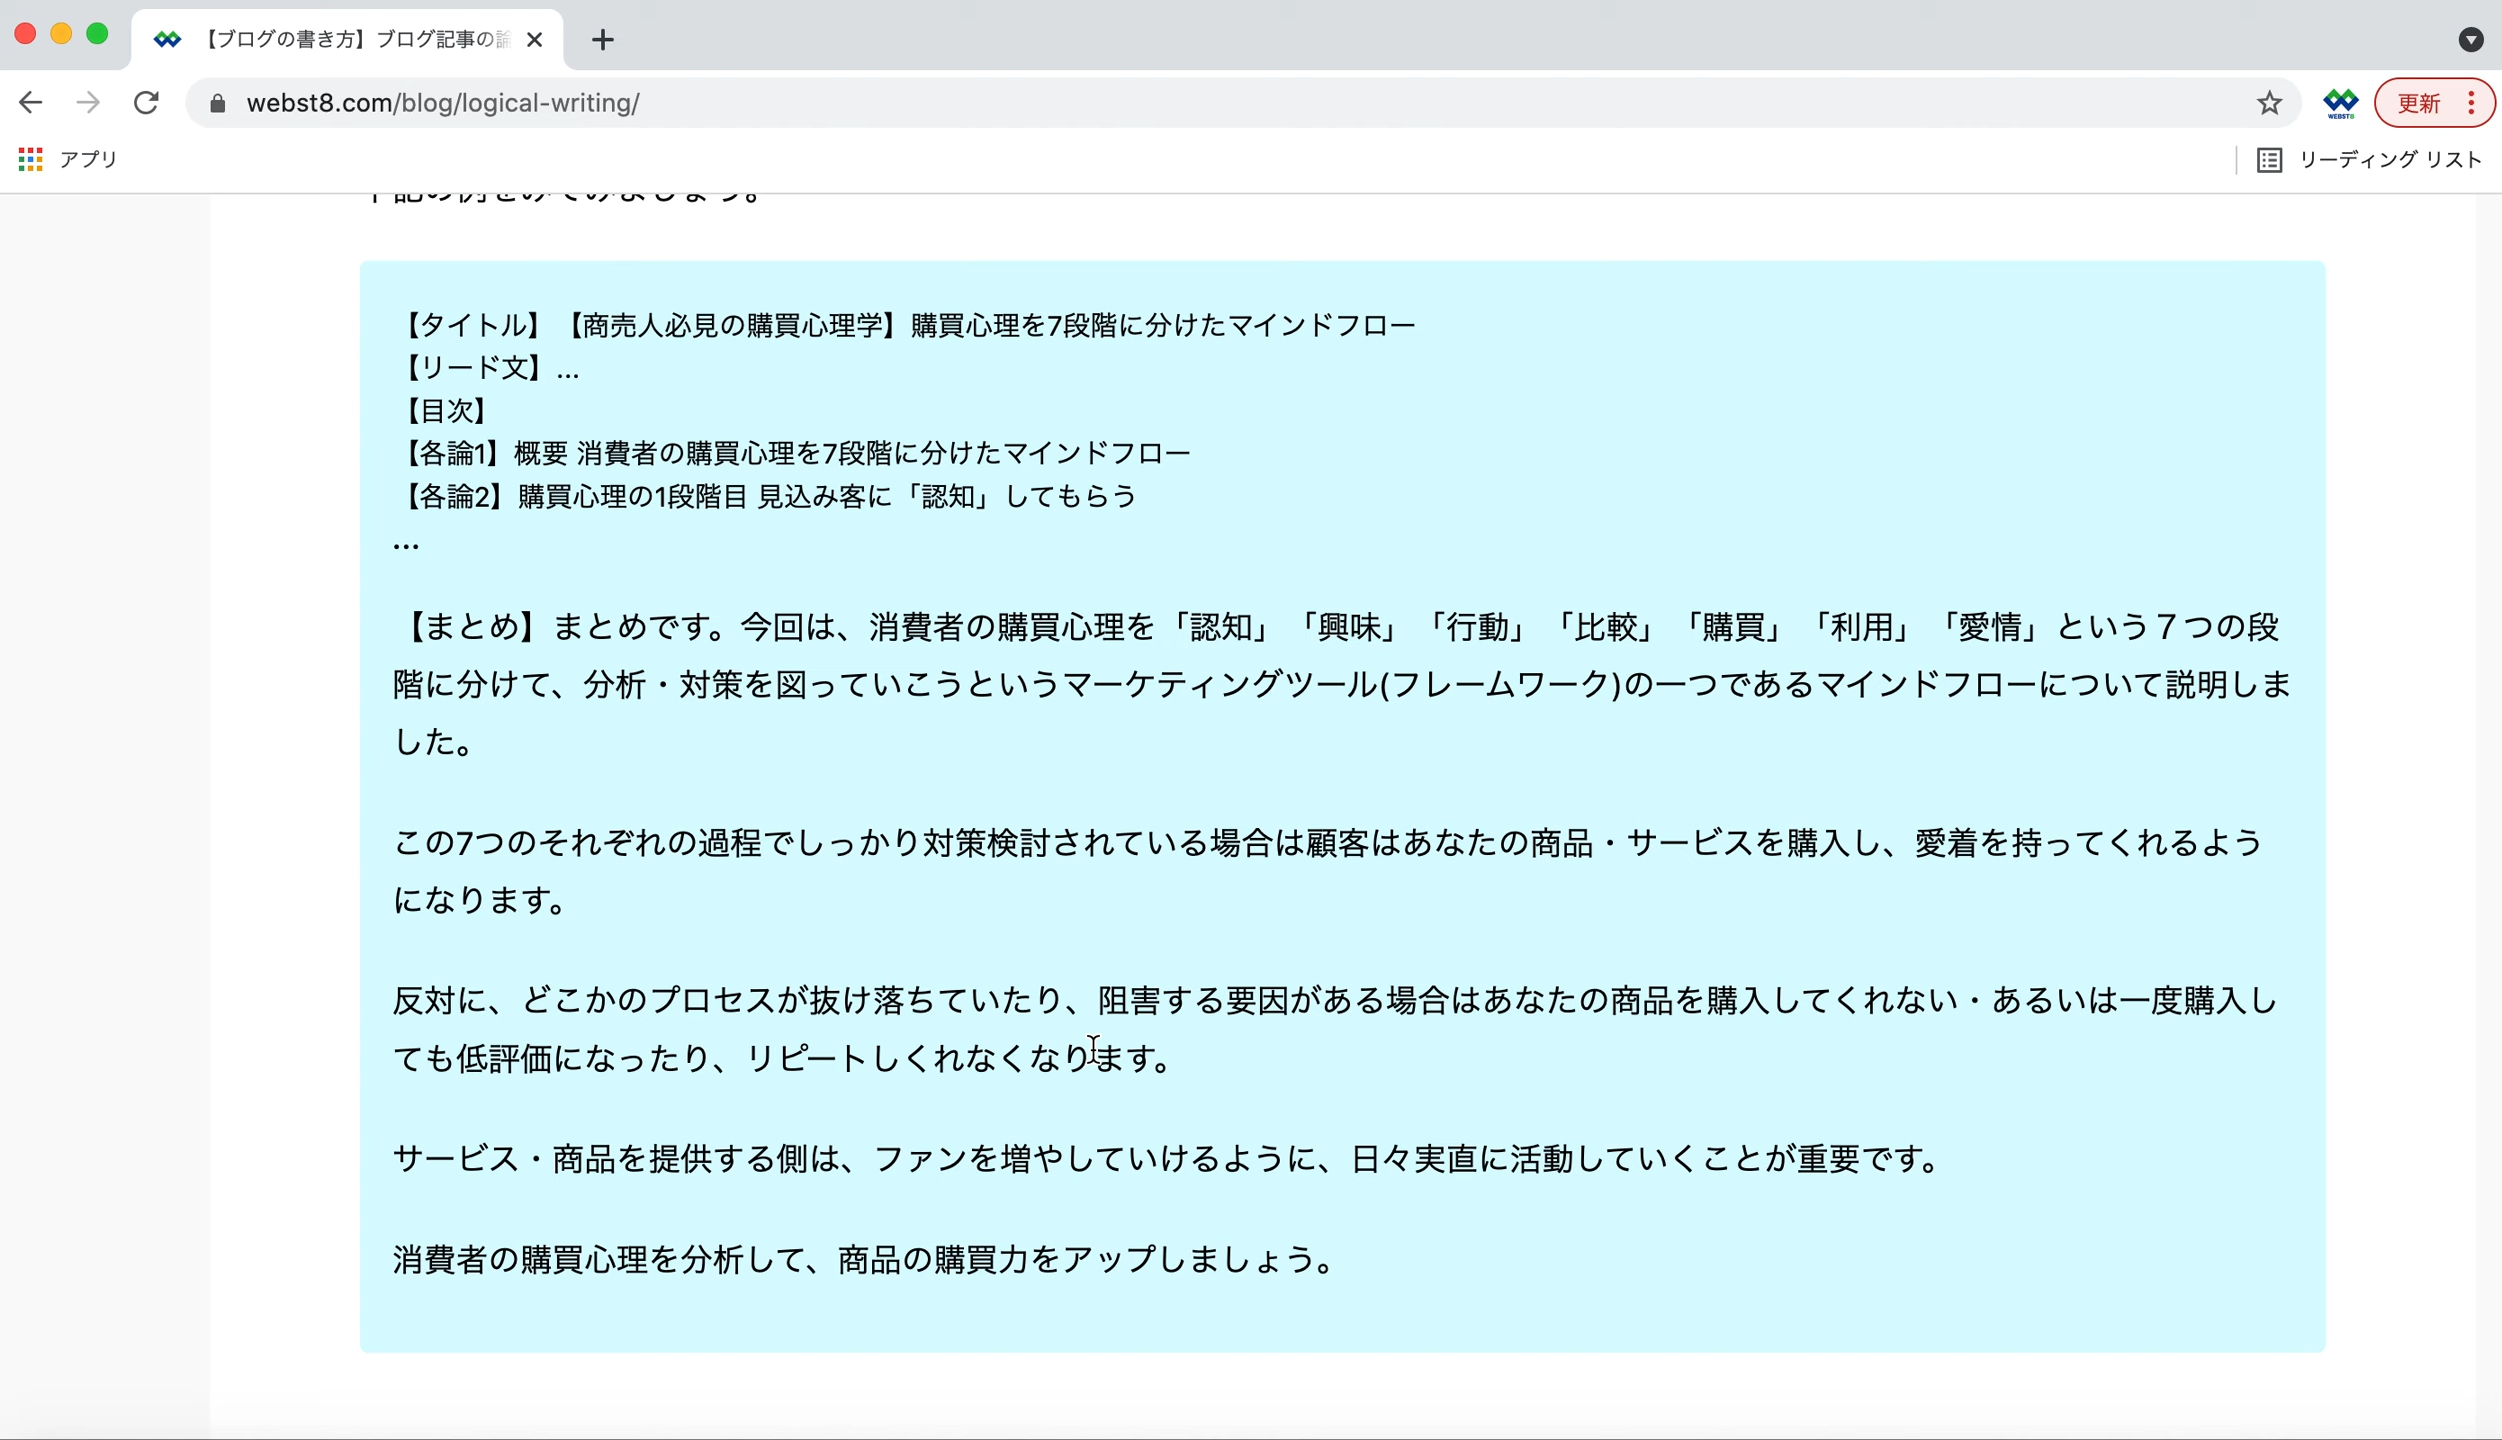 【ブログの書き方】ブログ記事の論
webst8.com/blog/logical-writing/
WEBST8
更新
アプリ
リーディング リスト
下記の例をみてみましょう。
【タイトル】【商売人必見の購買心理学】購買心理を7段階に分けたマインドフロー
【リード文】...
【目次】
【各論1】概要 消費者の購買心理を7段階に分けたマインドフロー
【各論2】購買心理の1段階目 見込み客に「認知」してもらう
...
【まとめ】まとめです。今回は、消費者の購買心理を「認知」「興味」「行動」「比較」「購買」「利用」「愛情」という７つの段
階に分けて、分析・対策を図っていこうというマーケティングツール(フレームワーク)の一つであるマインドフローについて説明しま
した。
この7つのそれぞれの過程でしっかり対策検討されている場合は顧客はあなたの商品・サービスを購入し、愛着を持ってくれるよう
になります。
反対に、どこかのプロセスが抜け落ちていたり、阻害する要因がある場合はあなたの商品を購入してくれない・あるいは一度購入し
ても低評価になったり、リピートしくれなくなります。
サービス・商品を提供する側は、ファンを増やしていけるように、日々実直に活動していくことが重要です。
消費者の購買心理を分析して、商品の購買力をアップしましょう。